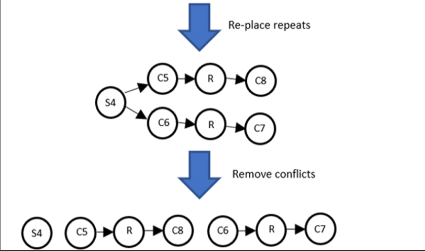 Re-place repeats
C5 R C8
S4
C6 R C7
Remove conflicts
S4 C5 R C8 C6 R C7